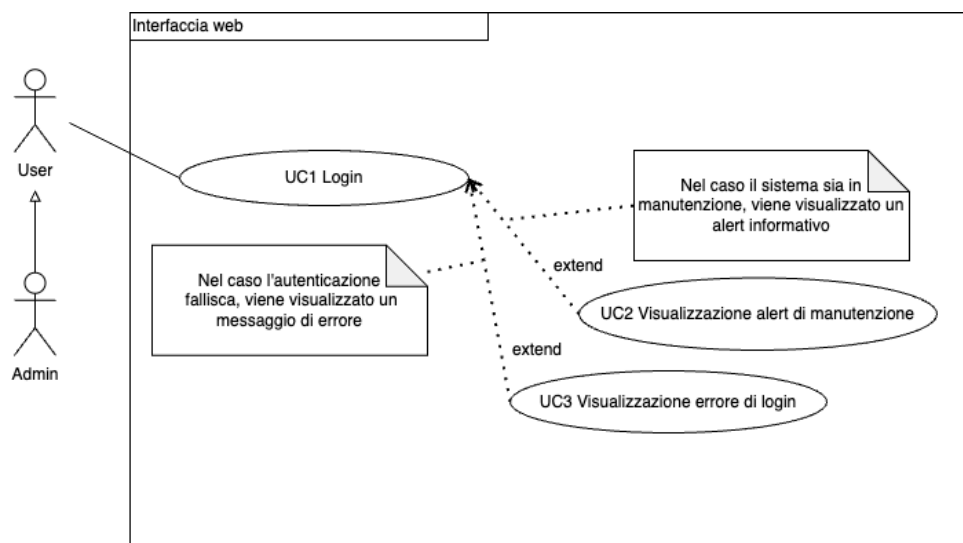 Interfaccia web
User
UC1 Login
Nel caso il sistema sia in
manutenzione, viene visualizzato un
alert informativo
Nel caso l'autenticazione
fallisca, viene visualizzato un
messaggio di errore
extend
UC2 Visualizzazione alert di manutenzione
extend
Admin
UC3 Visualizzazione errore di login